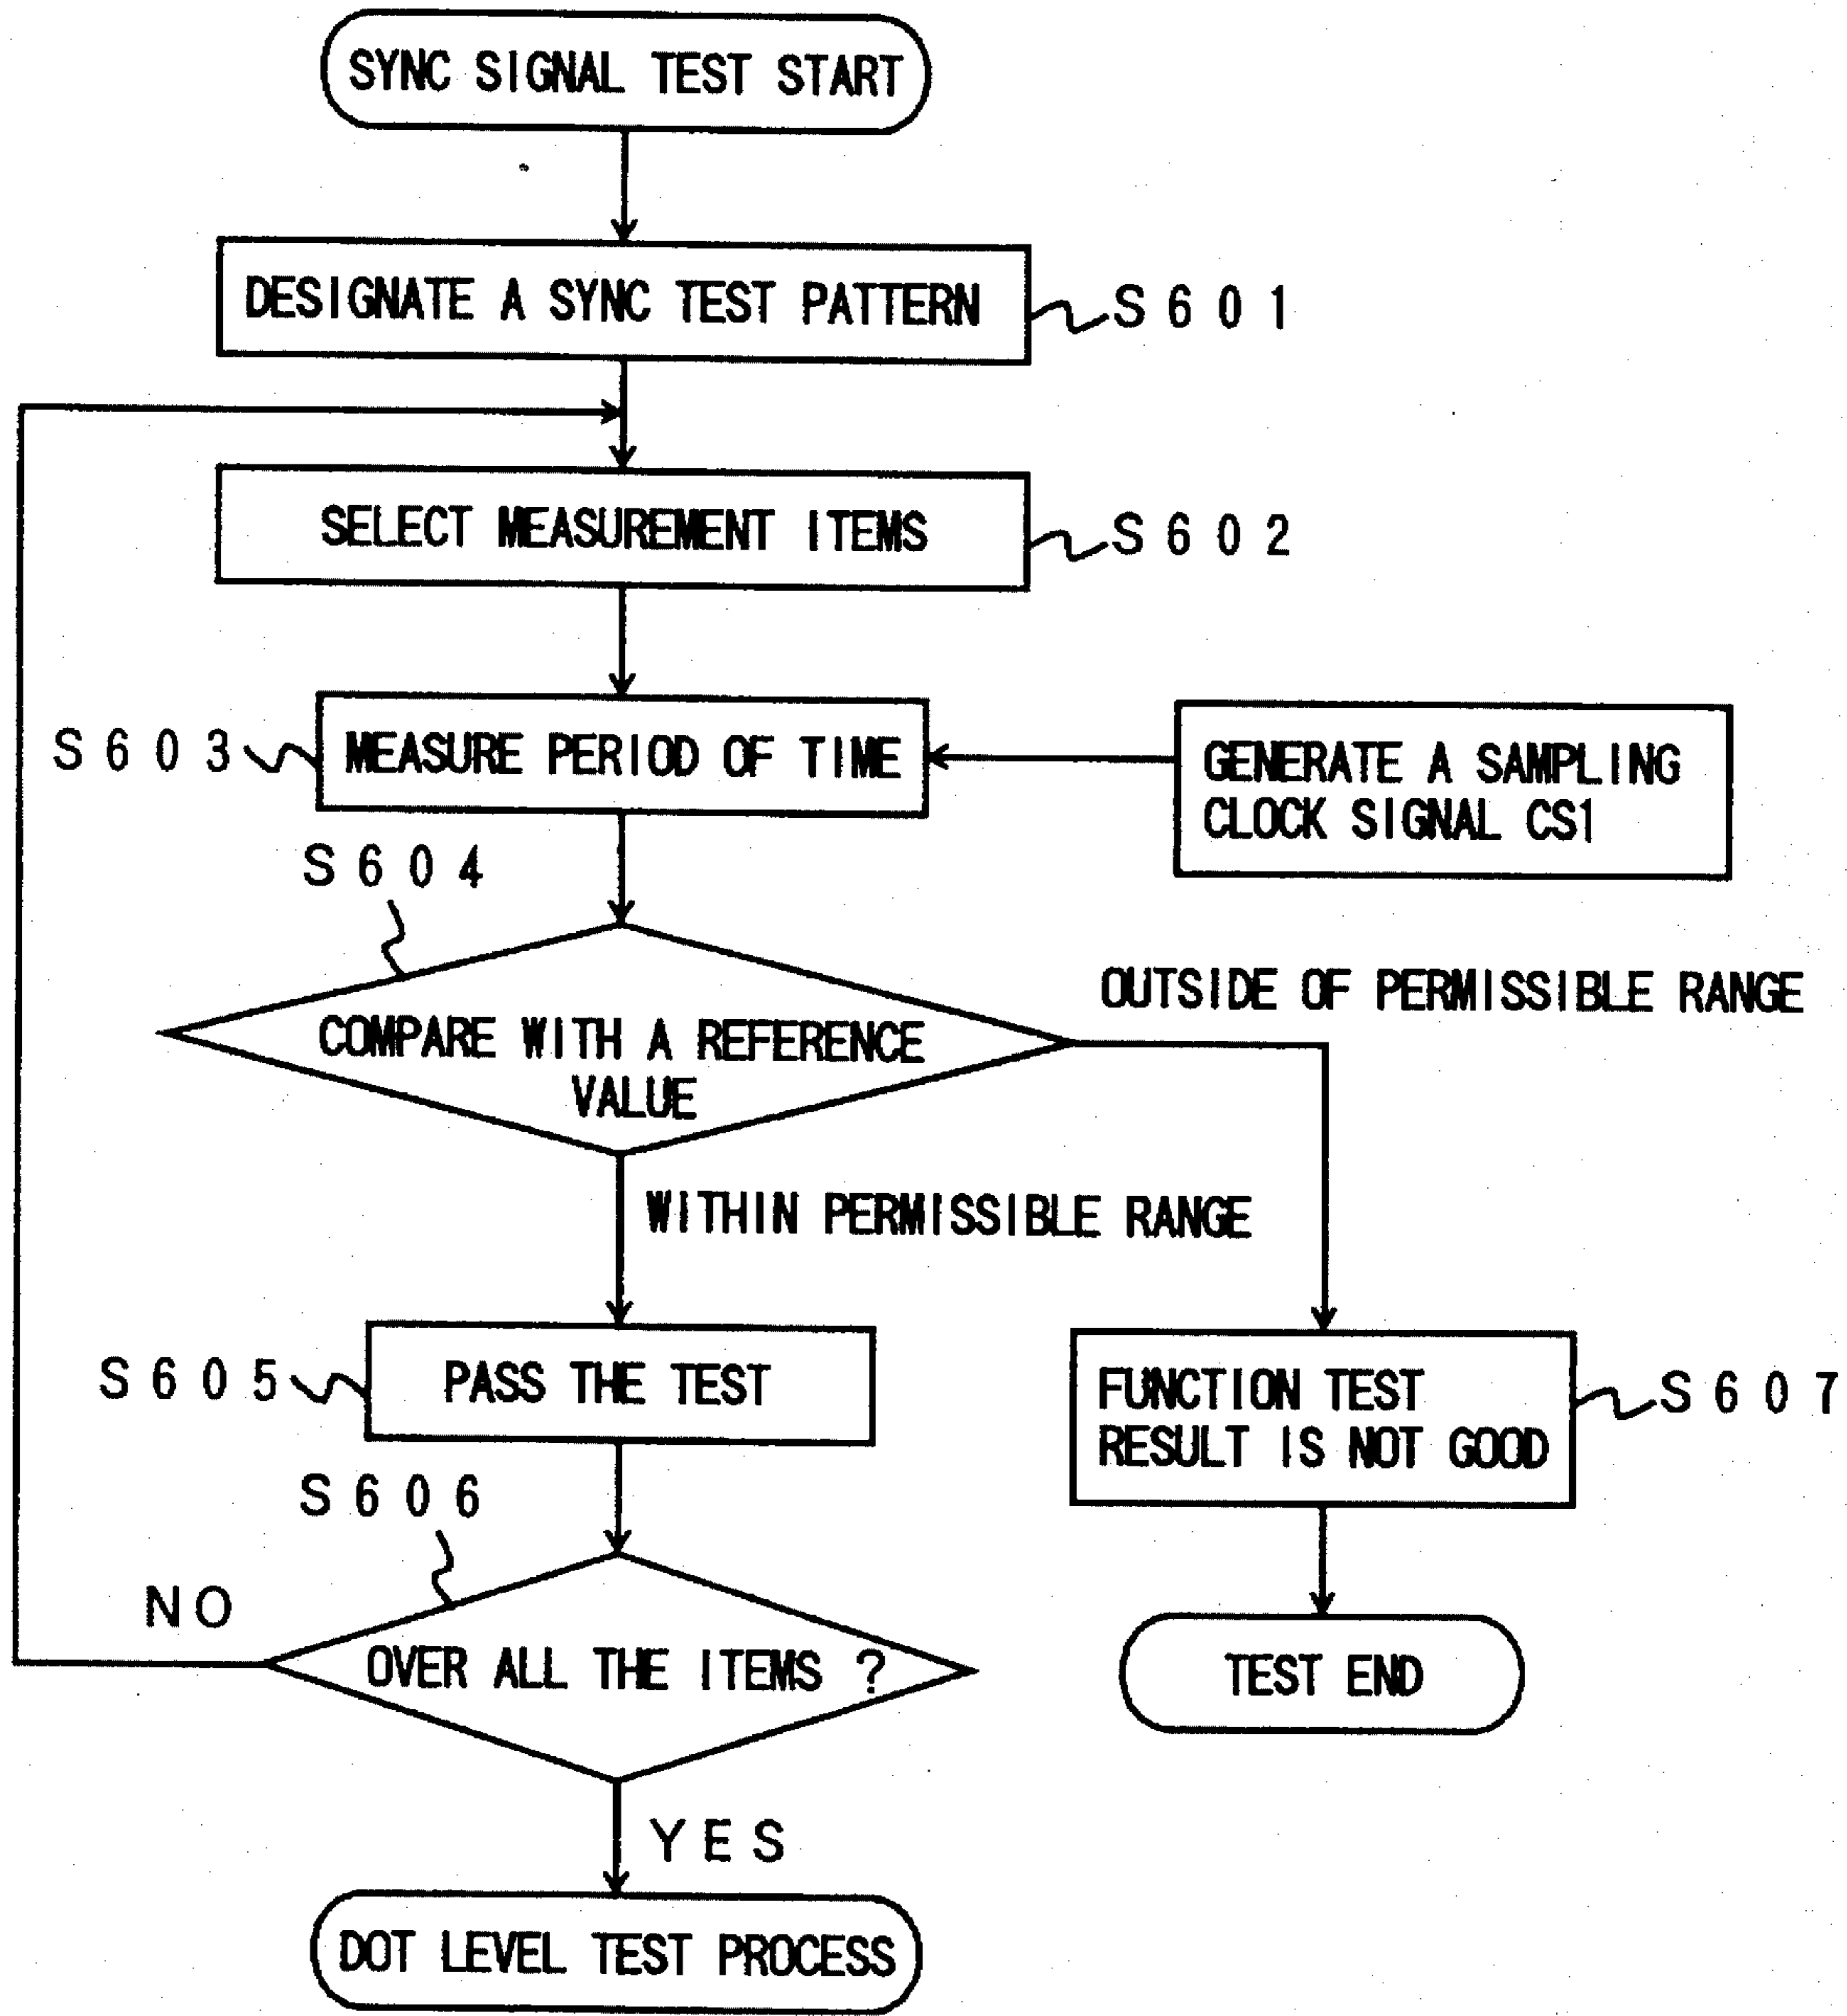 SYNC SIGNAL TEST START
DESIGNATE A SYNC TEST PATTERN
S601
SELECT MEASUREMENT ITEMS
S602
S603
MEASURE PERIOD OF TIME
GENERATE A SAMPLING
CLOCK SIGNAL CS1
S604
OUTSIDE OF PERMISSIBLE RANGE
COMPARE WITH A REFERENCE
VALUE
WITHIN PERMISSIBLE RANGE
S605
PASS THE TEST
FUNCTION TEST
RESULT IS NOT GOOD
S607
S606
NO
OVER ALL THE ITEMS ?
TEST END
YES
DOT LEVEL TEST PROCESS